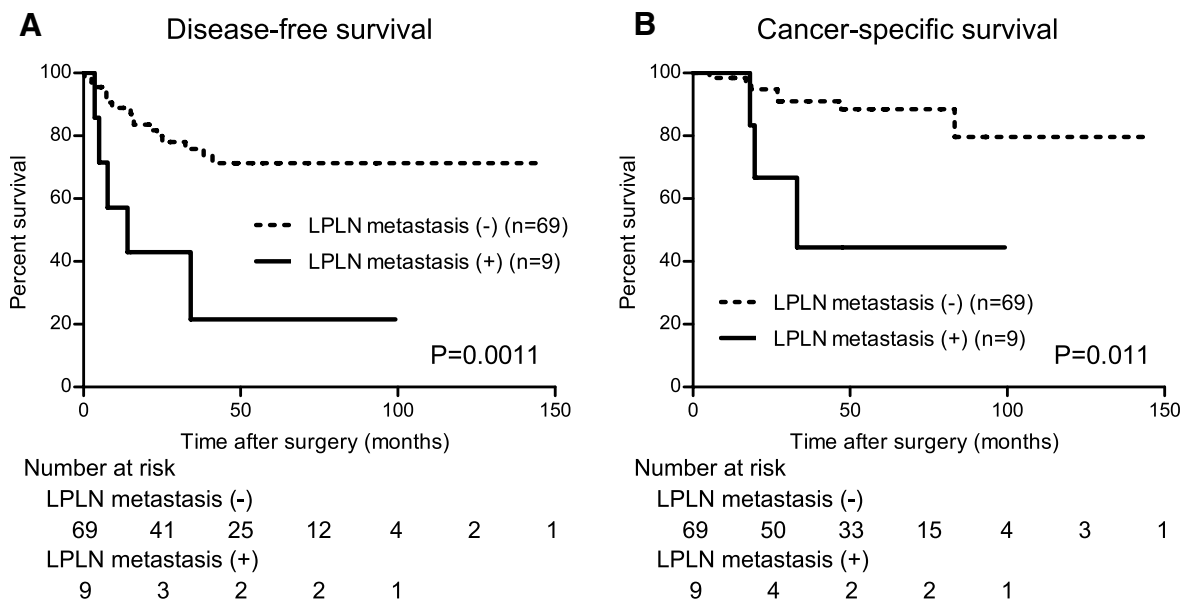 A
Disease-free survival
Percent survival
100
80
60
40
20
0
LPLN metastasis (-) (n=69)
LPLN metastasis (+) (n=9)
P=0.0011
0 50 100 150
Time after surgery (months)
Number at risk
LPLN metastasis (-)
69 41 25 12 4 2 1
LPLN metastasis (+)
9 3 2 2 1
B
Cancer-specific survival
Percent survival
100
80
60
40
20
0
LPLN metastasis (-) (n=69)
LPLN metastasis (+) (n=9)
P=0.011
0 50 100 150
Time after surgery (months)
Number at risk
LPLN metastasis (-)
69 50 33 15 4 3 1
LPLN metastasis (+)
9 4 2 2 1